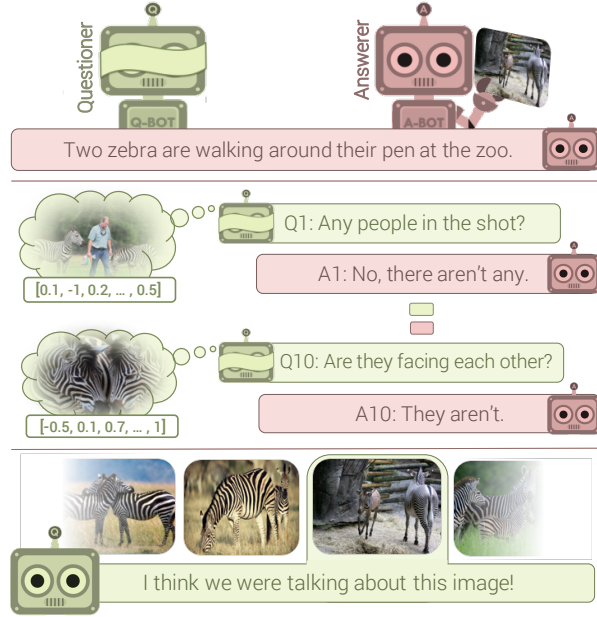 Q
A
Questioner
Answerer
Q-BOT
A-BOT
A
Two zebra are walking around their pen at the zoo.
Q
Q1: Any people in the shot?
A
A1: No, there aren't any.
[0.1, -1, 0.2, ... , 0.5]
Q
Q10: Are they facing each other?
A
A10: They aren't.
[-0.5, 0.1, 0.7, ... , 1]
Q
I think we were talking about this image!